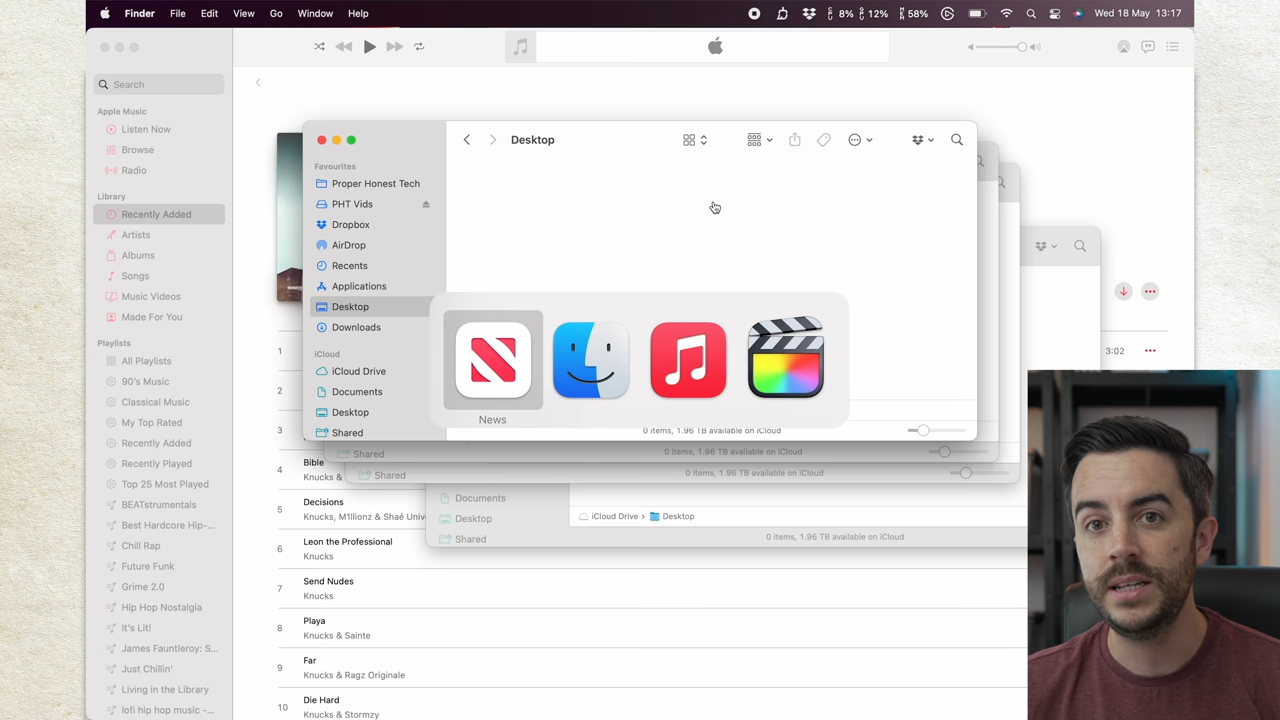 Finder File Edit View Go Window Help 8% 12% 58% Wed 18 May 13:17
Search
Apple Music
Listen Now
Browse
Radio
Library
Recently Added
Artists
Albums
Songs
Music Videos
Made For You
Playlists
All Playlists
90's Music
Classical Music
My Top Rated
Recently Added
Recently Played
Top 25 Most Played
BEATstrumentals
Best Hardcore Hip-...
Chill Rap
Future Funk
Grime 2.0
Hip Hop Nostalgia
It's Lit!
James Fauntleroy: S...
Just Chillin'
Living in the Library
lofi hip hop music -...
Desktop
Favourites
Proper Honest Tech
PHT Vids
Dropbox
AirDrop
Recents
Applications
Desktop
Downloads
iCloud
iCloud Drive
Documents
Desktop
Shared
News
0 items, 1.96 TB available on iCloud
Shared
0 items, 1.96 TB available on iCloud
Shared
0 items, 1.96 TB available on iCloud
Documents
Desktop
Shared
iCloud Drive › Desktop
0 items, 1.96 TB available on iCloud
1
3:02
2
3
4 Bible
Knucks &
5 Decisions
Knucks, M1llionz & Shaé Univ
6 Leon the Professional
Knucks
7 Send Nudes
Knucks
8 Playa
Knucks & Sainte
9 Far
Knucks & Ragz Originale
10 Die Hard
Knucks & Stormzy